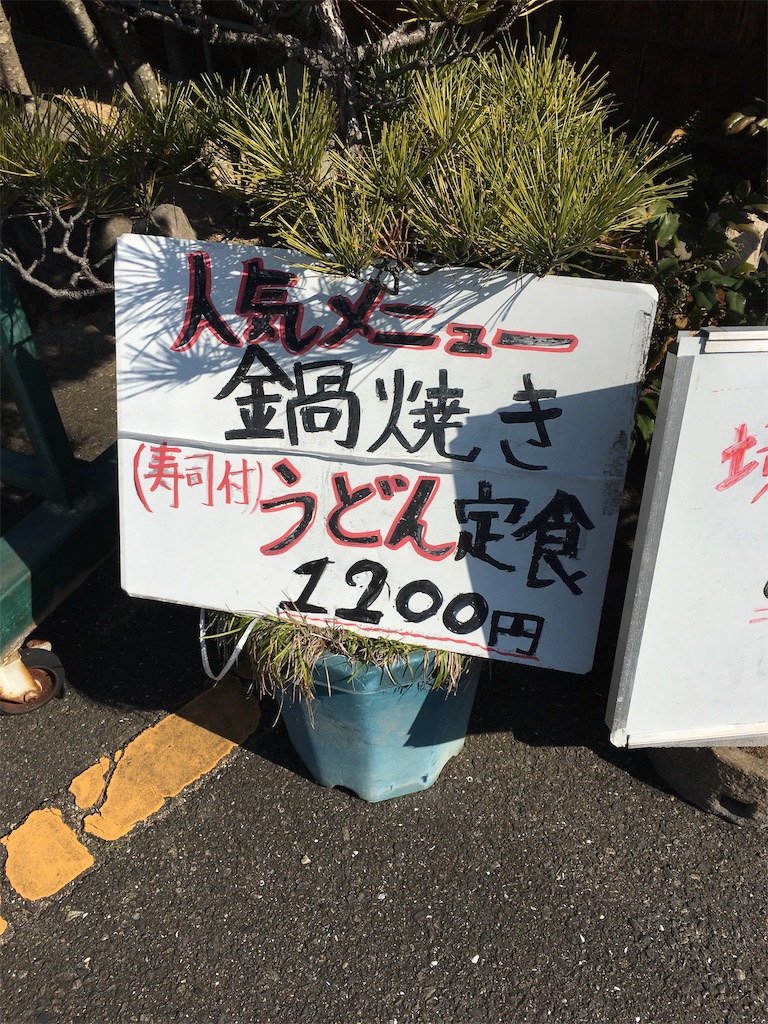 人気メニュー
鍋焼き
(寿司付)うどん定食
1200円